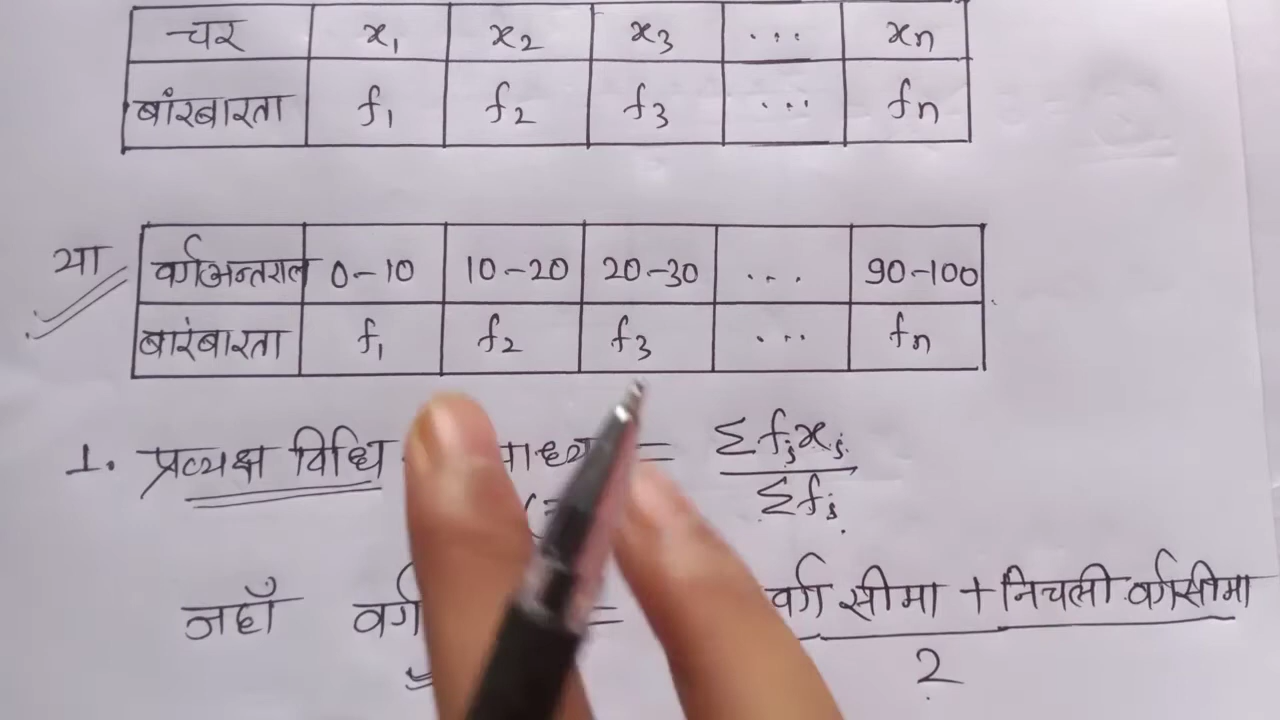 चर x₁ x₂ x₃ ... xn
बांरबारता f₁ f₂ f₃ ... fn
या
वर्गअन्तराल 0-10 10-20 20-30 ... 90-100
बारंबारता f₁ f₂ f₃ ... fn
1. प्रत्यक्ष विधि = Σfᵢxᵢ / Σfᵢ
जहाँ वर्ग = वर्ग सीमा + निचली वर्गसीमा / 2